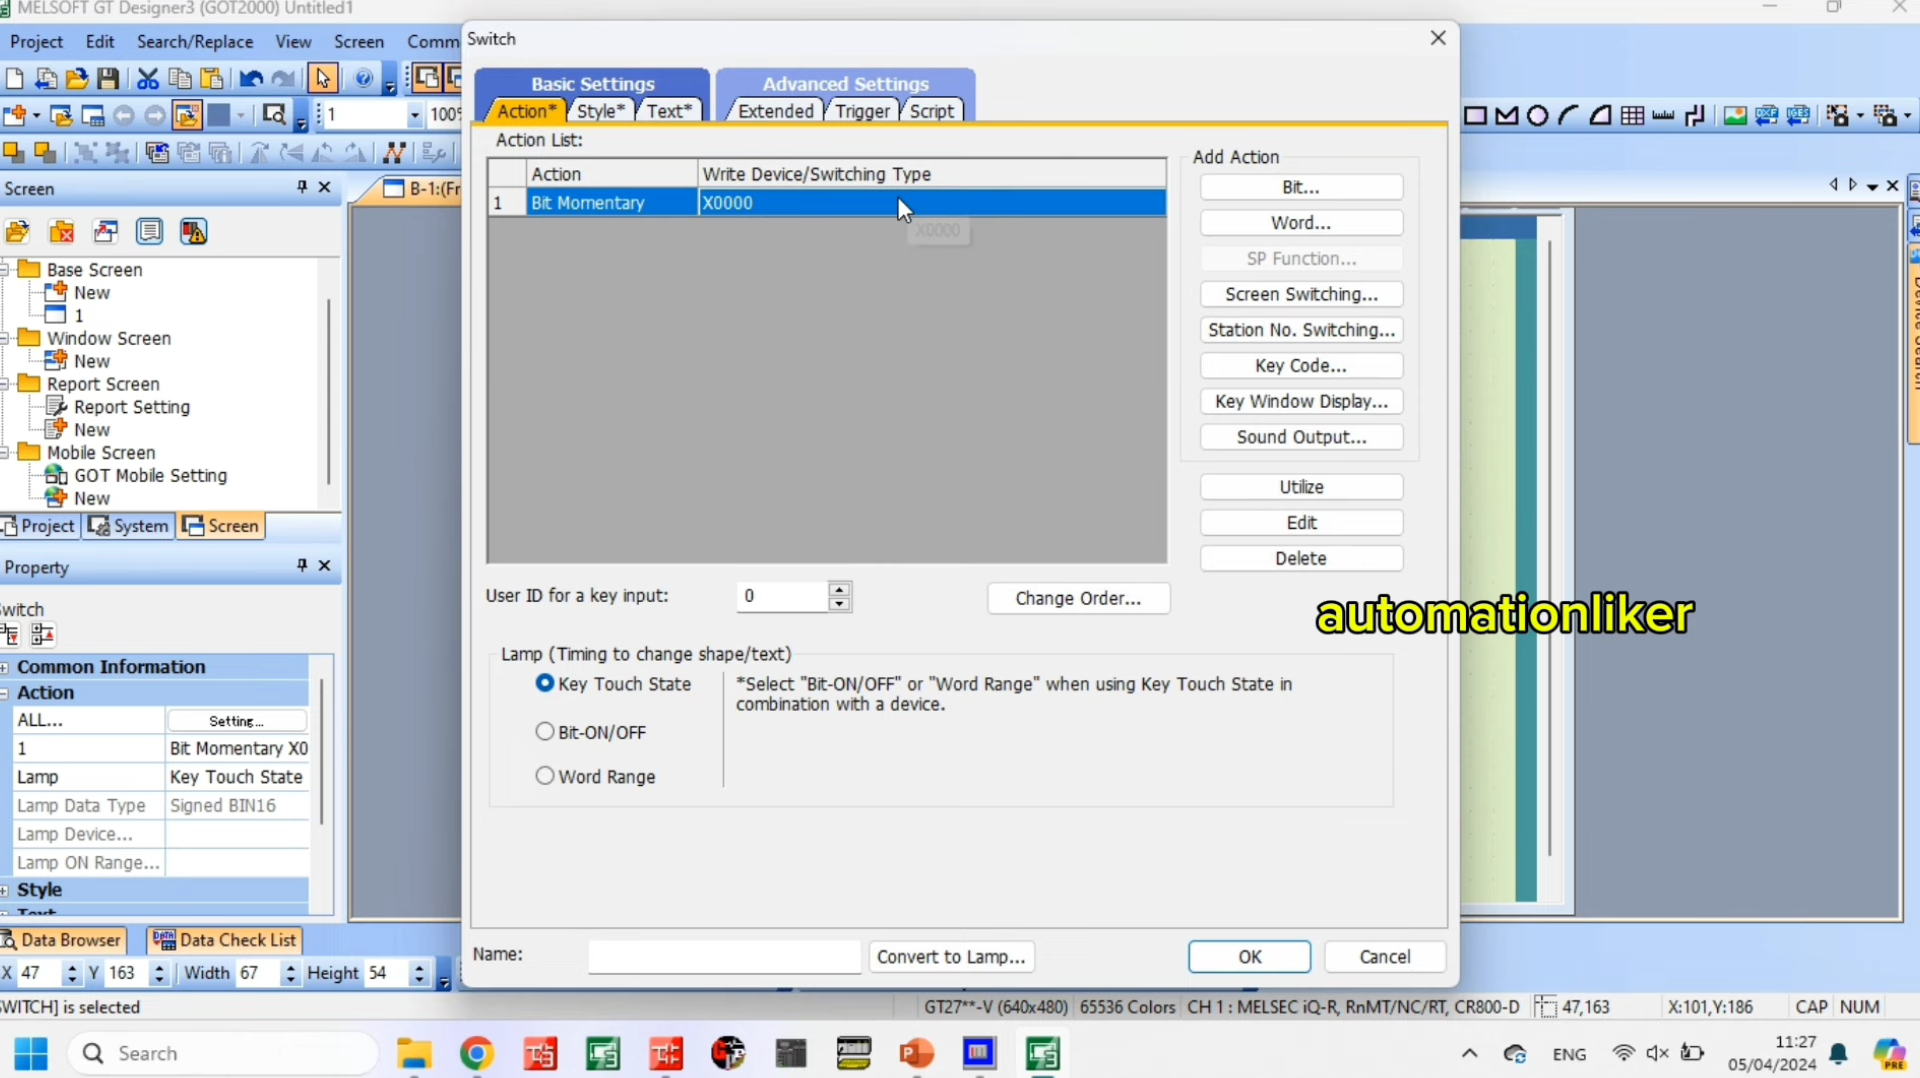 MELSOFT GT Designer3 (GOT2000) Untitled1
Project Edit Search/Replace View Screen Comm
1 100%
Screen
B-1:(Fr
Base Screen
New
1
Window Screen
New
Report Screen
Report Setting
New
Mobile Screen
GOT Mobile Setting
New
Project System Screen
Property
Switch
Common Information
Action
ALL... Setting...
1 Bit Momentary X0
Lamp Key Touch State
Lamp Data Type Signed BIN16
Lamp Device...
Lamp ON Range...
Style
Text
Data Browser Data Check List
X 47 Y 163 Width 67 Height 54
SWITCH] is selected
Switch
Basic Settings Advanced Settings
Action* Style* Text* Extended Trigger Script
Action List:
Action Write Device/Switching Type
1 Bit Momentary X0000
X0000
Add Action
Bit...
Word...
SP Function...
Screen Switching...
Station No. Switching...
Key Code...
Key Window Display...
Sound Output...
Utilize
Edit
Delete
User ID for a key input: 0 Change Order...
automationliker
Lamp (Timing to change shape/text)
Key Touch State
Bit-ON/OFF
Word Range
*Select "Bit-ON/OFF" or "Word Range" when using Key Touch State in
combination with a device.
Name: Convert to Lamp... OK Cancel
GT27**-V (640x480) 65536 Colors CH 1 : MELSEC iQ-R, RnMT/NC/RT, CR800-D 47,163 X:101,Y:186 CAP NUM
Search
ENG
11:27
05/04/2024
PRE